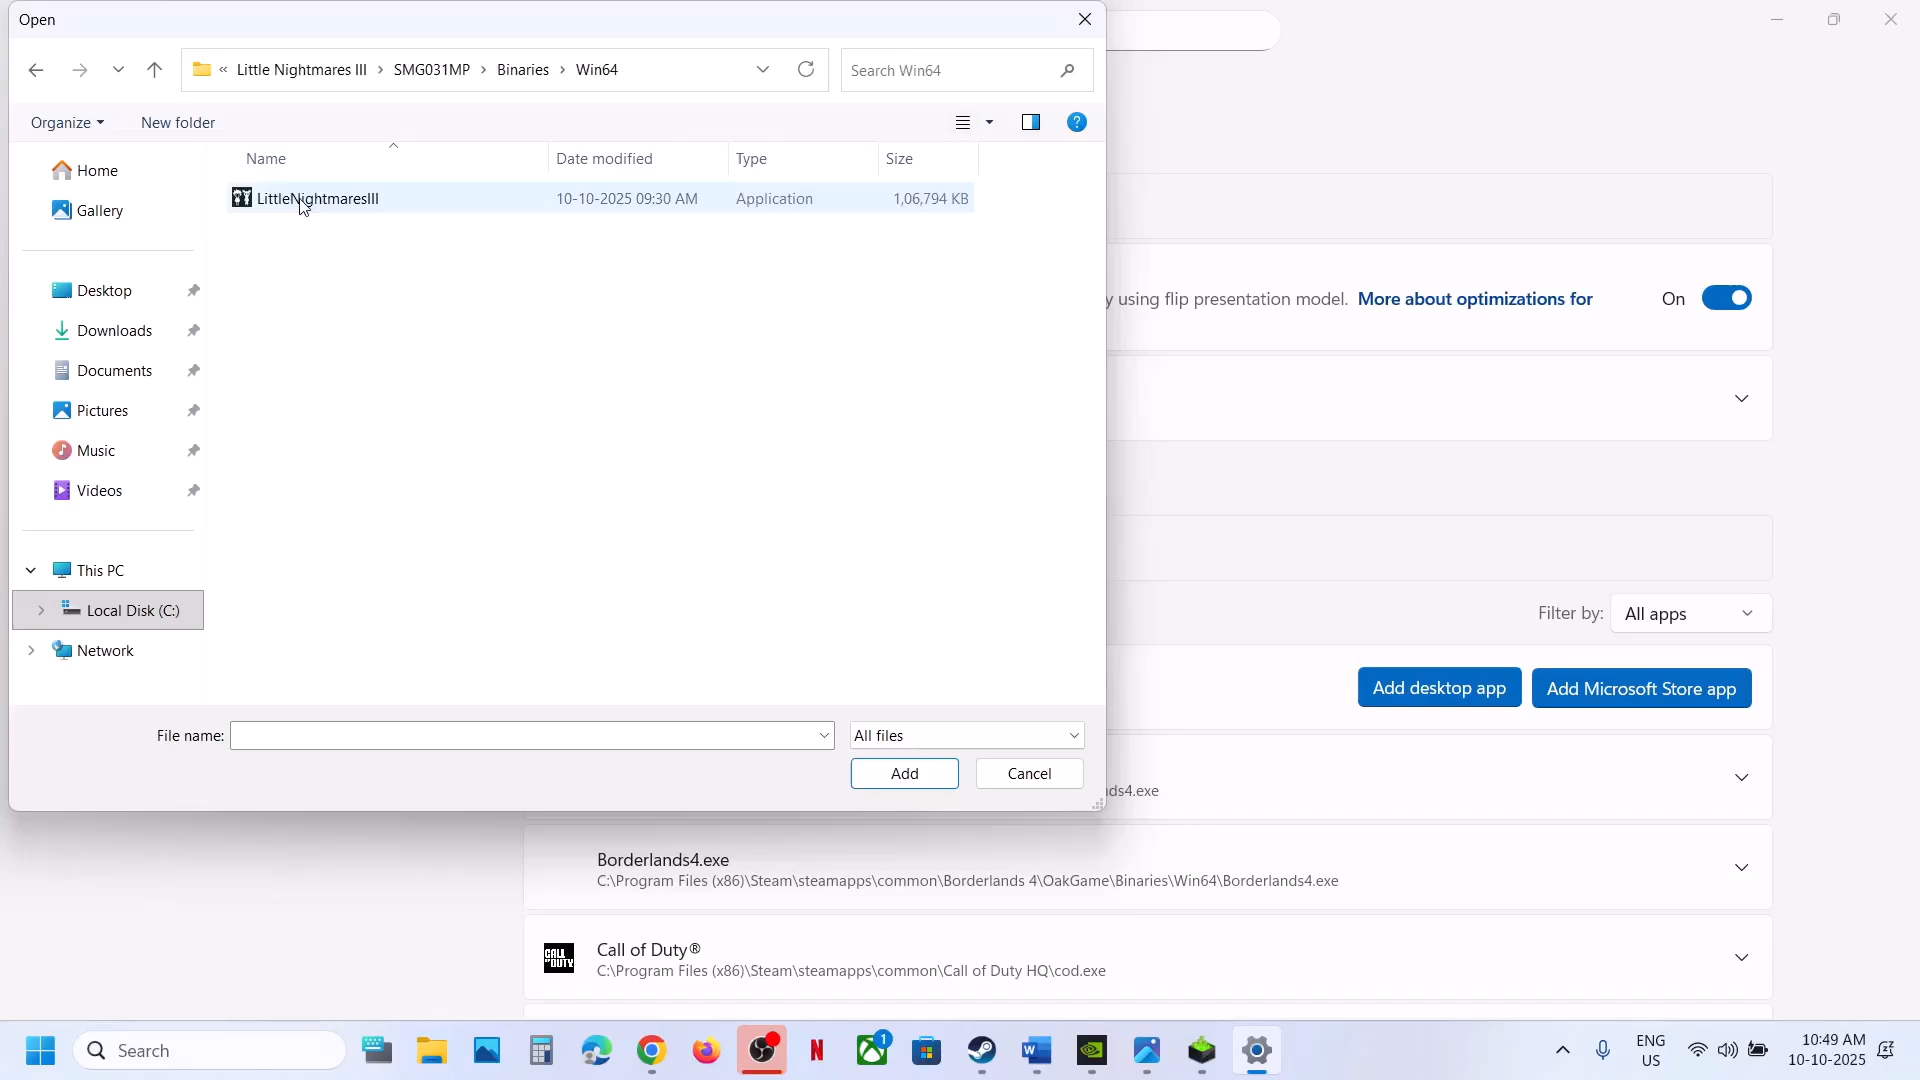 Open
« Little Nightmares III › SMG031MP › Binaries › Win64
Search Win64
Organize
New folder
Name
Date modified
Type
Size
LittleNightmaresIII
10-10-2025 09:30 AM
Application
1,06,794 KB
Home
Gallery
Desktop
Downloads
Documents
Pictures
Music
Videos
This PC
Local Disk (C:)
Network
File name:
All files
Add
Cancel
y using flip presentation model. More about optimizations for
On
Filter by:
All apps
Add desktop app
Add Microsoft Store app
ds4.exe
Borderlands4.exe
C:\Program Files (x86)\Steam\steamapps\common\Borderlands 4\OakGame\Binaries\Win64\Borderlands4.exe
CALL OF DUTY
Call of Duty®
C:\Program Files (x86)\Steam\steamapps\common\Call of Duty HQ\cod.exe
Search
1
ENG
US
10:49 AM
10-10-2025